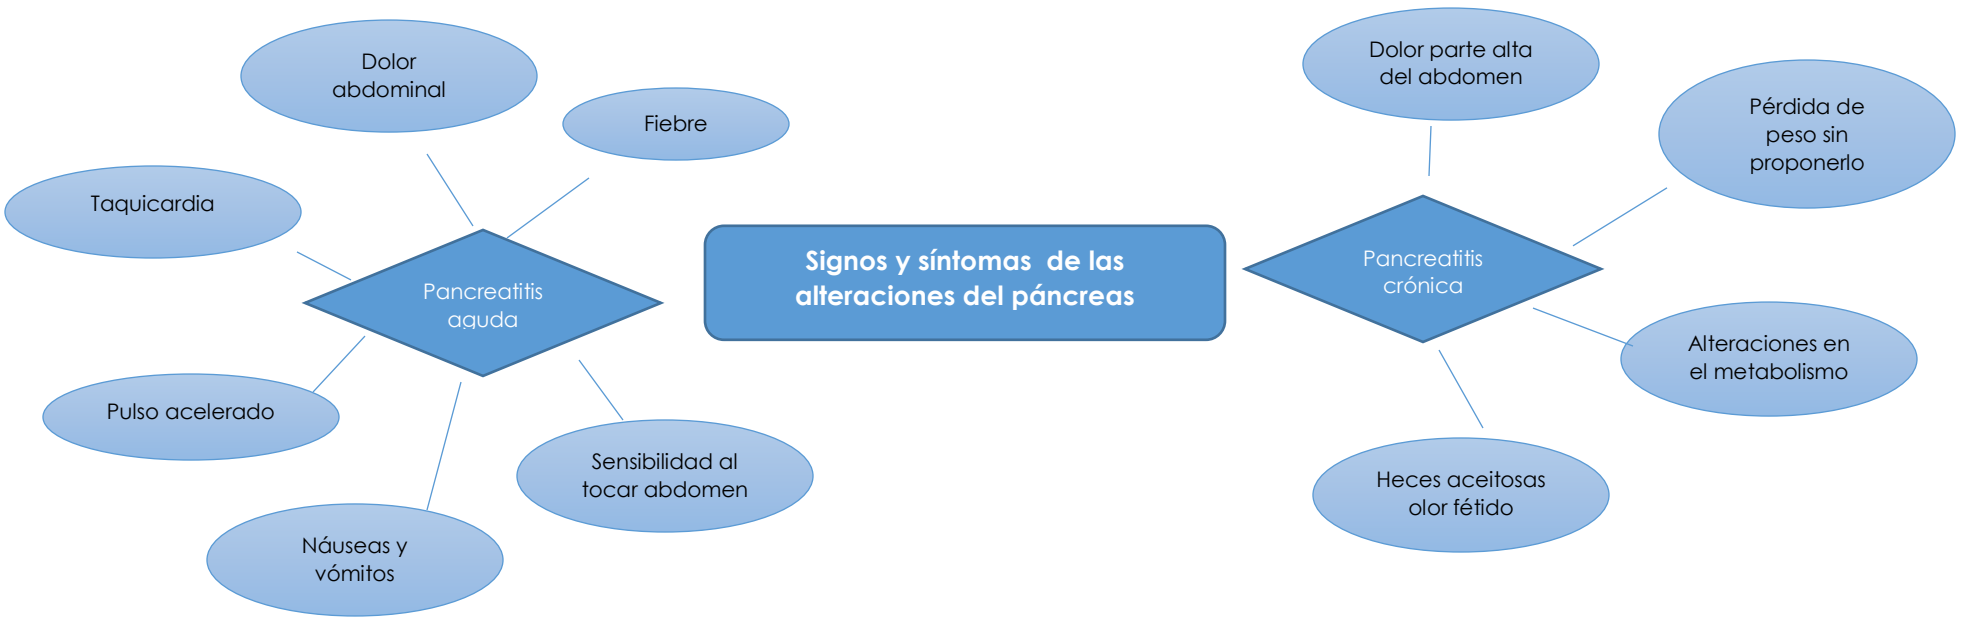 Dolor
abdominal
Fiebre
Taquicardia
Pancreatitis
aguda
Pulso acelerado
Náuseas y
vómitos
Sensibilidad al
tocar abdomen
Signos y síntomas de las
alteraciones del páncreas
Dolor parte alta
del abdomen
Pérdida de
peso sin
proponerlo
Pancreatitis
crónica
Alteraciones en
el metabolismo
Heces aceitosas
olor fétido